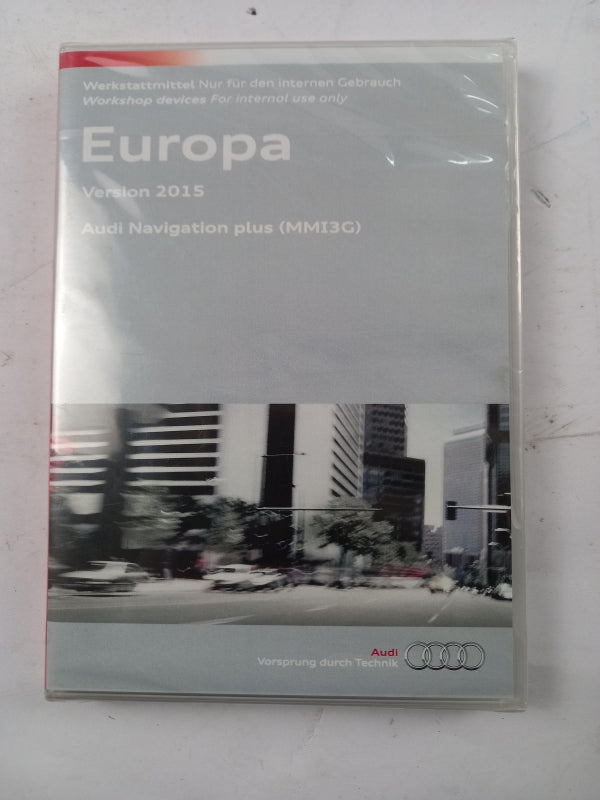 Werkstattmittel Nur für den internen Gebrauch
Workshop devices For internal use only
Europa
Version 2015
Audi Navigation plus (MMI3G)
Audi
Vorsprung durch Technik